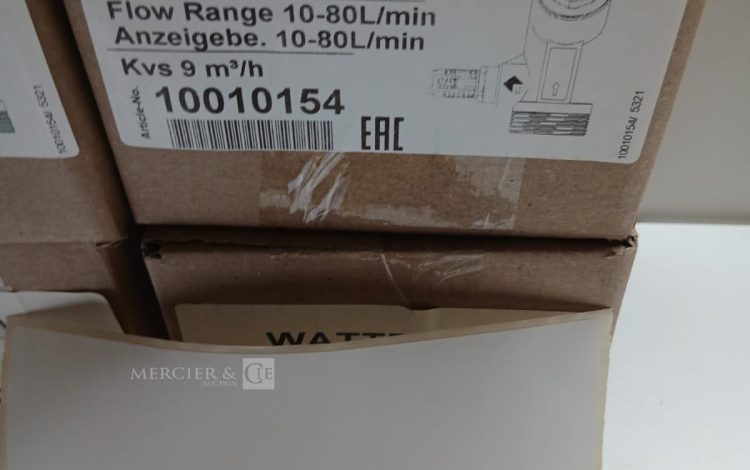 Flow Range 10-80L/min
Anzeigebe. 10-80L/min
Kvs 9 m³/h
Article-No. 10010154
EAC
10010154/ 5321
10010154/ 5321
WATT
MERCIER & CIE
AUCTION